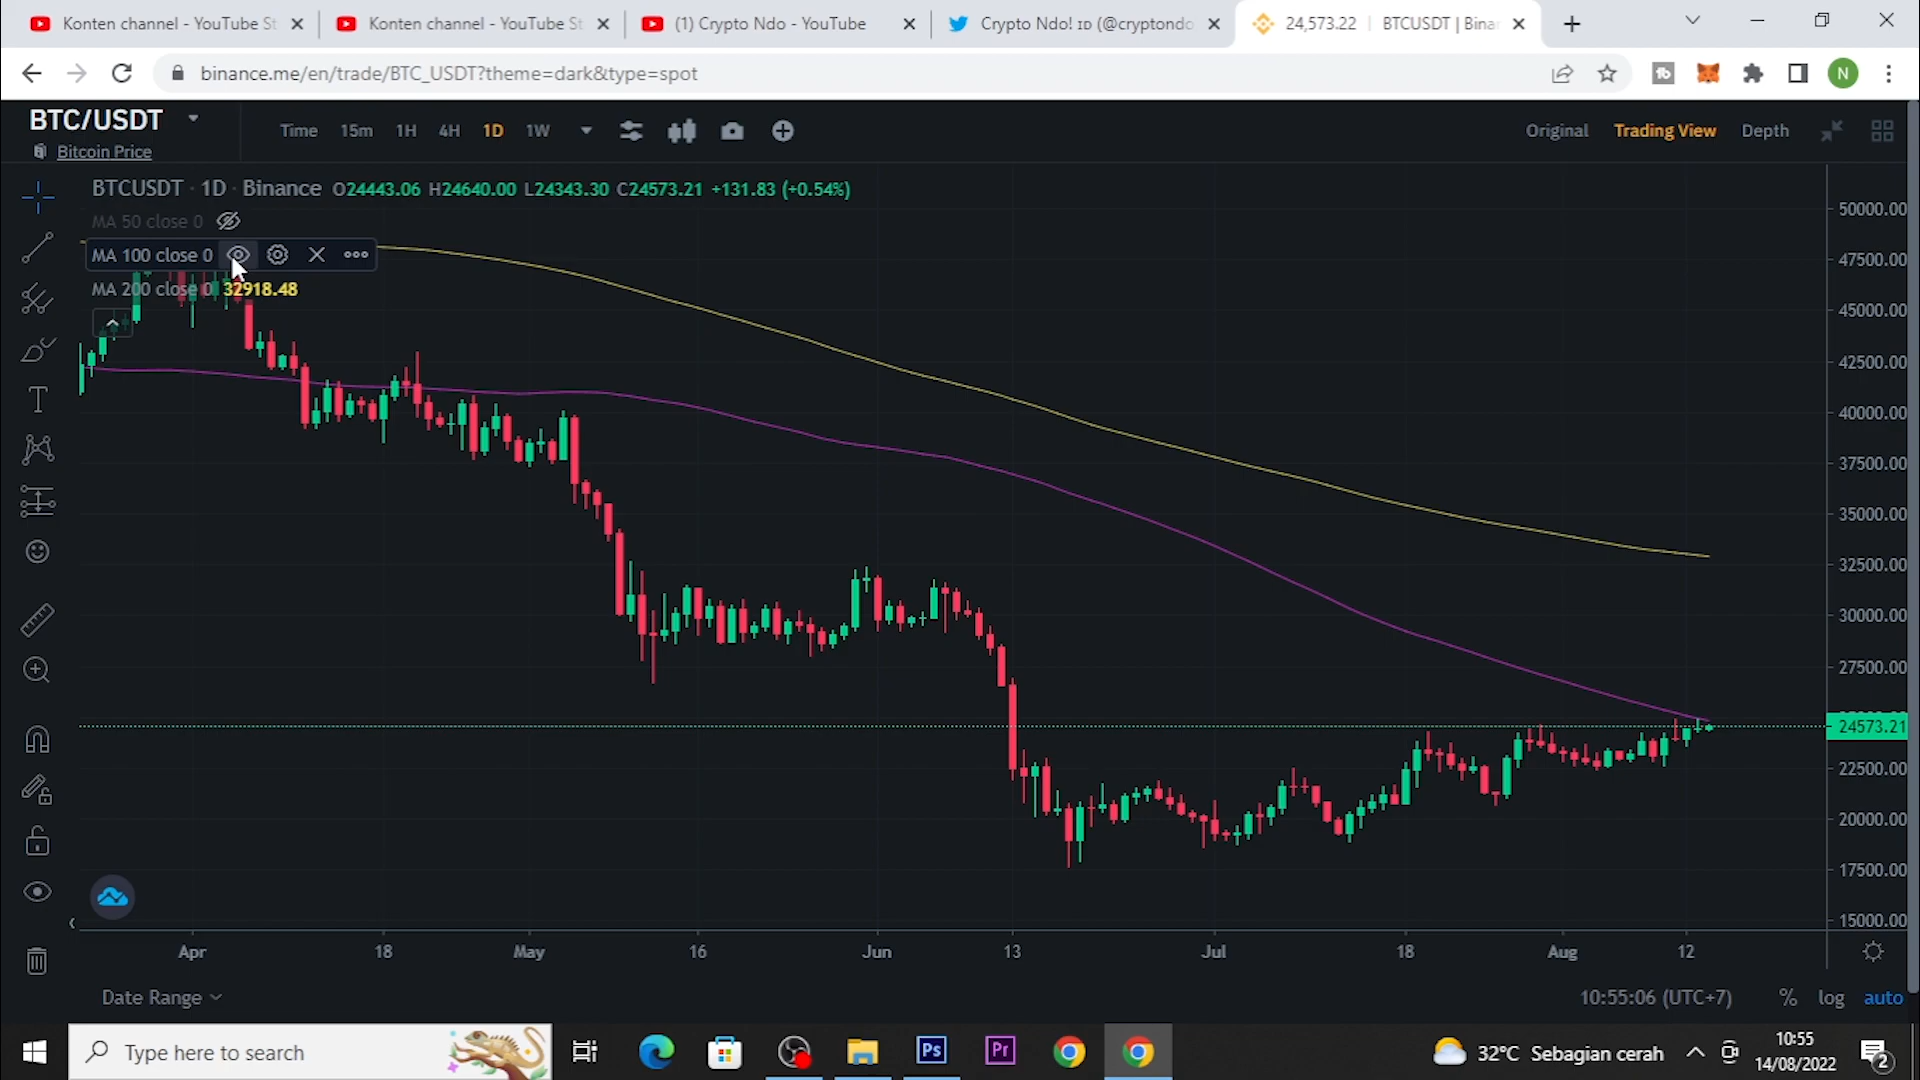 Konten channel - YouTube St
Konten channel - YouTube St
(1) Crypto Ndo - YouTube
Crypto Ndo! ɪᴅ (@cryptondo
24,573.22 | BTCUSDT | Binan
binance.me/en/trade/BTC_USDT?theme=dark&type=spot
N
BTC/USDT
Bitcoin Price
Time 15m 1H 4H 1D 1W
Original Trading View Depth
BTCUSDT · 1D · Binance O24443.06 H24640.00 L24343.30 C24573.21 +131.83 (+0.54%)
MA 50 close 0
MA 100 close 0
MA 200 close 0 32918.48
50000.00
47500.00
45000.00
42500.00
40000.00
37500.00
35000.00
32500.00
30000.00
27500.00
24573.21
22500.00
20000.00
17500.00
15000.00
Apr 18 May 16 Jun 13 Jul 18 Aug 12
Date Range
10:55:06 (UTC+7) % log auto
Type here to search
Ps
Pr
32°C Sebagian cerah
10:55
14/08/2022
2